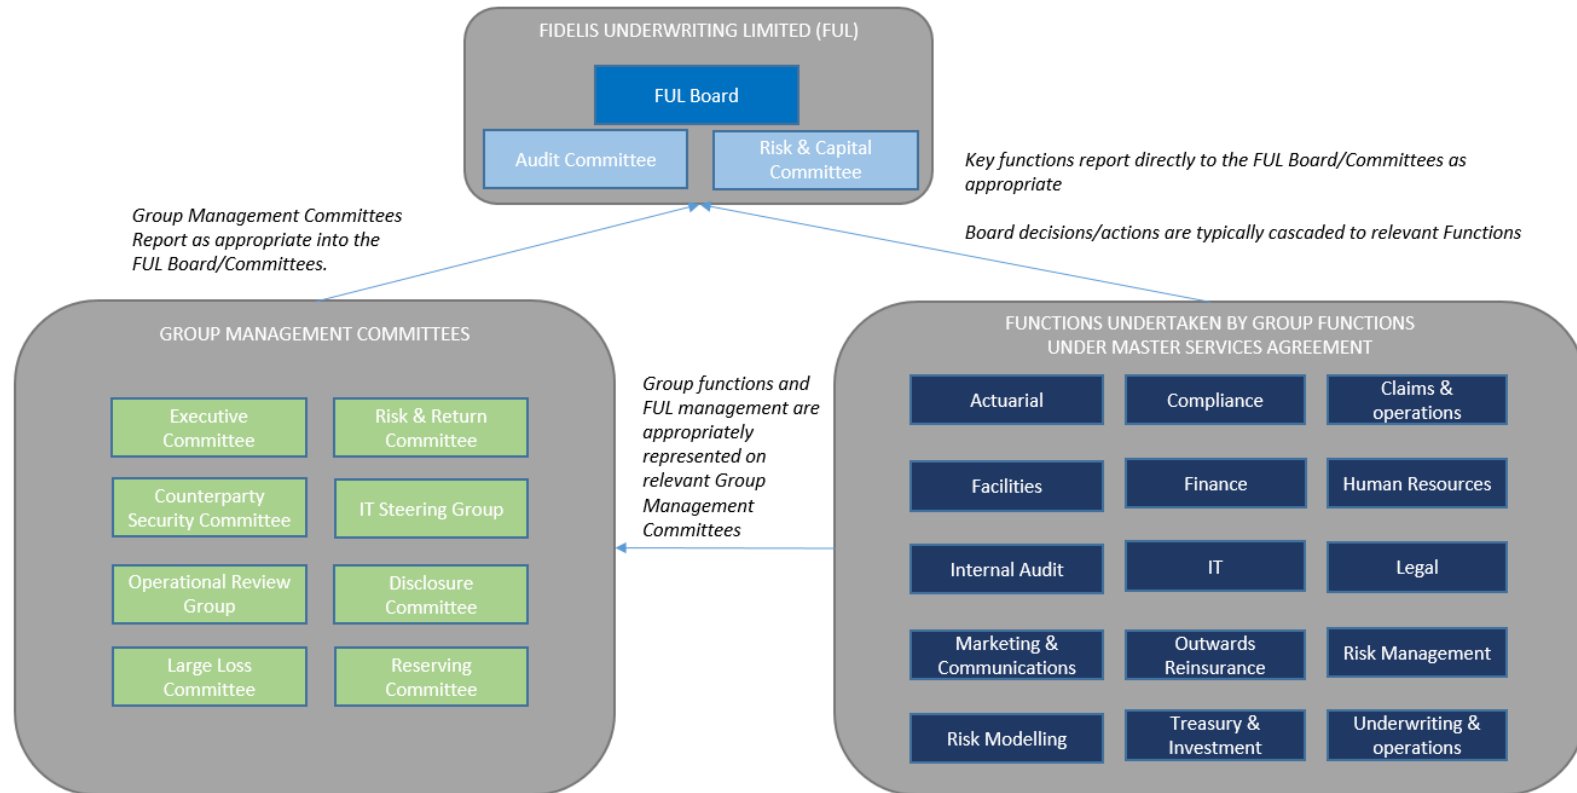 FIDELIS UNDERWRITING LIMITED (FUL)
FUL Board
Audit Committee
Risk & Capital
Committee
Key functions report directly to the FUL Board/Committees as
appropriate
Board decisions/actions are typically cascaded to relevant Functions
Group Management Committees
Report as appropriate into the
FUL Board/Committees.
GROUP MANAGEMENT COMMITTEES
Executive
Committee
Risk & Return
Committee
Counterparty
Security Committee
IT Steering Group
Operational Review
Group
Disclosure
Committee
Large Loss
Committee
Reserving
Committee
Group functions and
FUL management are
appropriately
represented on
relevant Group
Management
Committees
FUNCTIONS UNDERTAKEN BY GROUP FUNCTIONS
UNDER MASTER SERVICES AGREEMENT
Actuarial
Compliance
Claims &
operations
Facilities
Finance
Human Resources
Internal Audit
IT
Legal
Marketing &
Communications
Outwards
Reinsurance
Risk Management
Risk Modelling
Treasury &
Investment
Underwriting &
operations